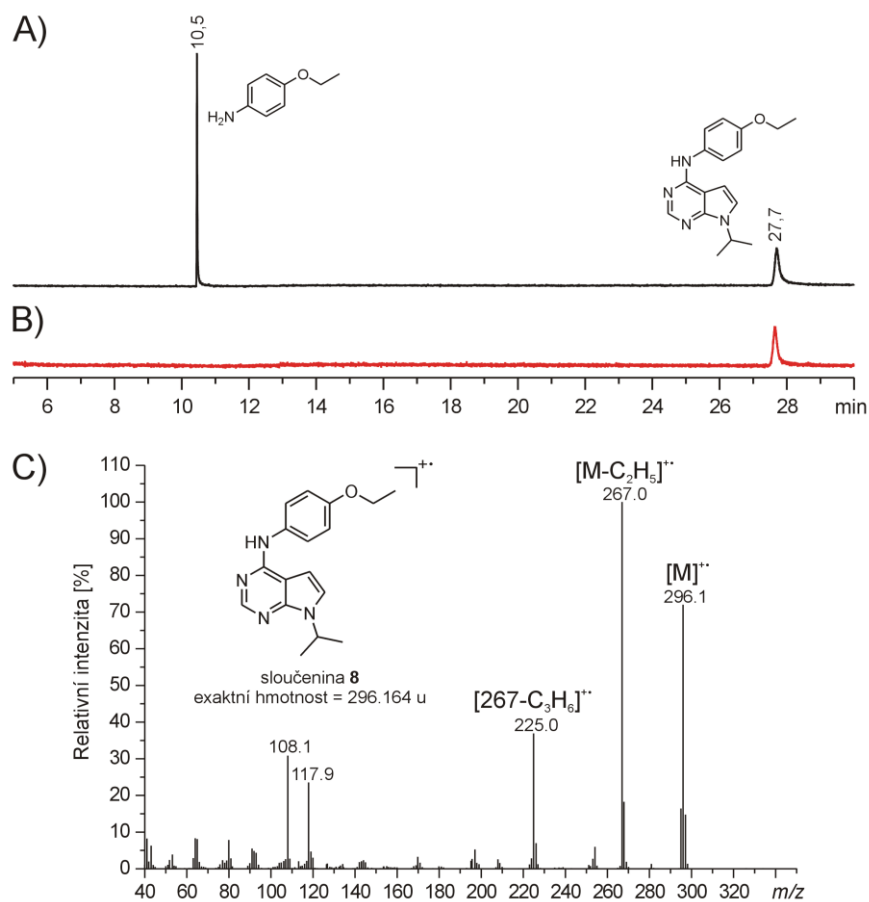 A)
10,5
H₂N
O
O
HN
N
N
N
27,7
B)
6 8 10 12 14 16 18 20 22 24 26 28 min
C)
Relativní intenzita [%]
110
100
90
80
70
60
50
40
30
20
10
0
+•
O
HN
N
N
N
sloučenina 8
exaktní hmotnost = 296.164 u
[M-C₂H₅]⁺•
267.0
[M]⁺•
296.1
[267-C₃H₆]⁺•
225.0
108.1
117.9
40 60 80 100 120 140 160 180 200 220 240 260 280 300 320 m/z